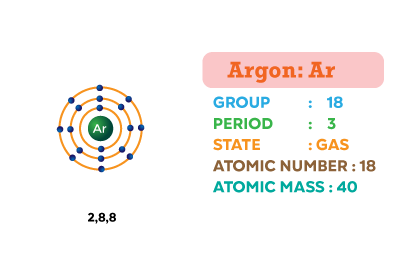 Argon: Ar
GROUP : 18
PERIOD : 3
STATE : GAS
ATOMIC NUMBER : 18
ATOMIC MASS : 40
Ar
2,8,8